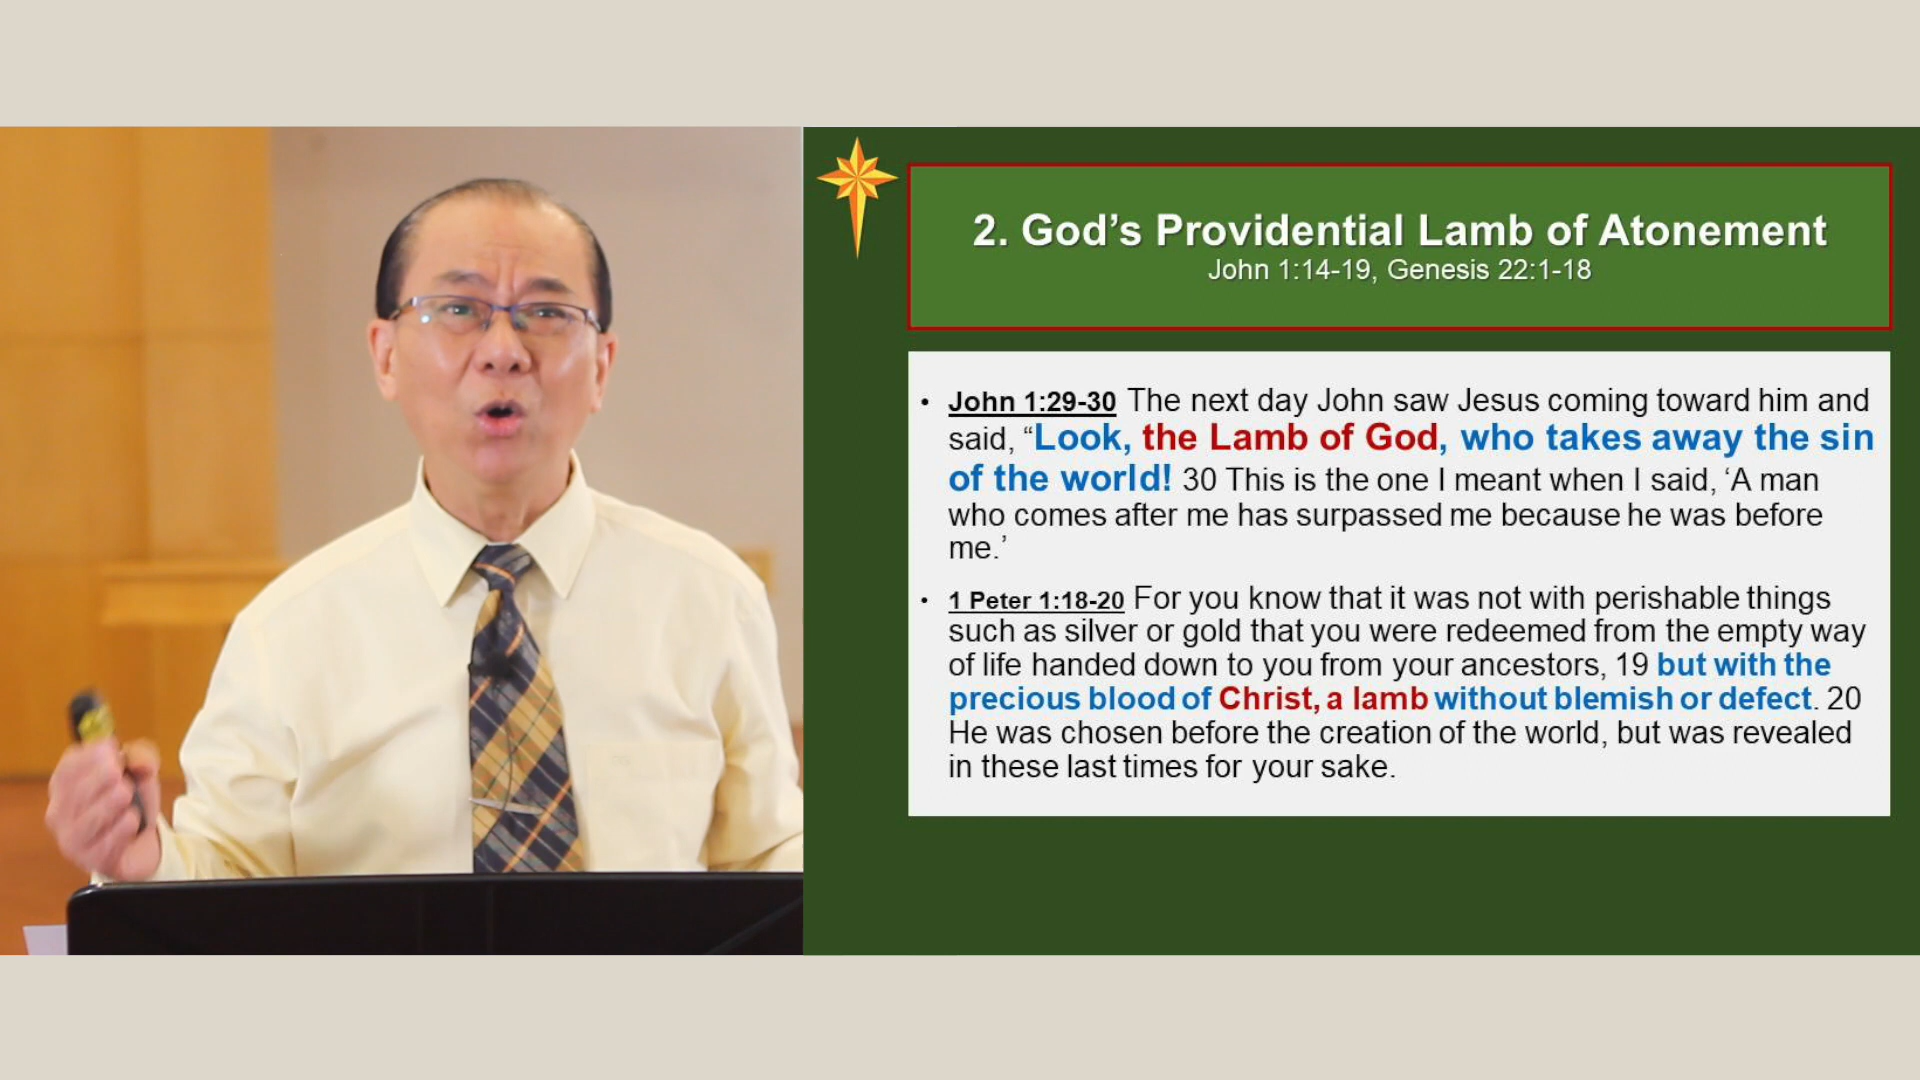 2. God’s Providential Lamb of Atonement
John 1:14-19, Genesis 22:1-18
• John 1:29-30 The next day John saw Jesus coming toward him and
said, “Look, the Lamb of God, who takes away the sin
of the world! 30 This is the one I meant when I said, ‘A man
who comes after me has surpassed me because he was before
me.’
• 1 Peter 1:18-20 For you know that it was not with perishable things
such as silver or gold that you were redeemed from the empty way
of life handed down to you from your ancestors, 19 but with the
precious blood of Christ, a lamb without blemish or defect. 20
He was chosen before the creation of the world, but was revealed
in these last times for your sake.